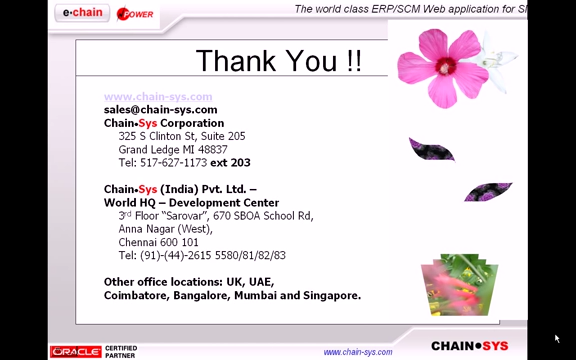 e-chain
POWER
The world class ERP/SCM Web application for
Thank You !!
www.chain-sys.com
sales@chain-sys.com
Chain•Sys Corporation
325 S Clinton St, Suite 205
Grand Ledge MI 48837
Tel: 517-627-1173 ext 203
Chain•Sys (India) Pvt. Ltd. –
World HQ – Development Center
3rd Floor “Sarovar”, 670 SBOA School Rd,
Anna Nagar (West),
Chennai 600 101
Tel: (91)-(44)-2615 5580/81/82/83
Other office locations: UK, UAE,
Coimbatore, Bangalore, Mumbai and Singapore.
ORACLE CERTIFIED PARTNER
www.chain-sys.com
CHAIN•SYS